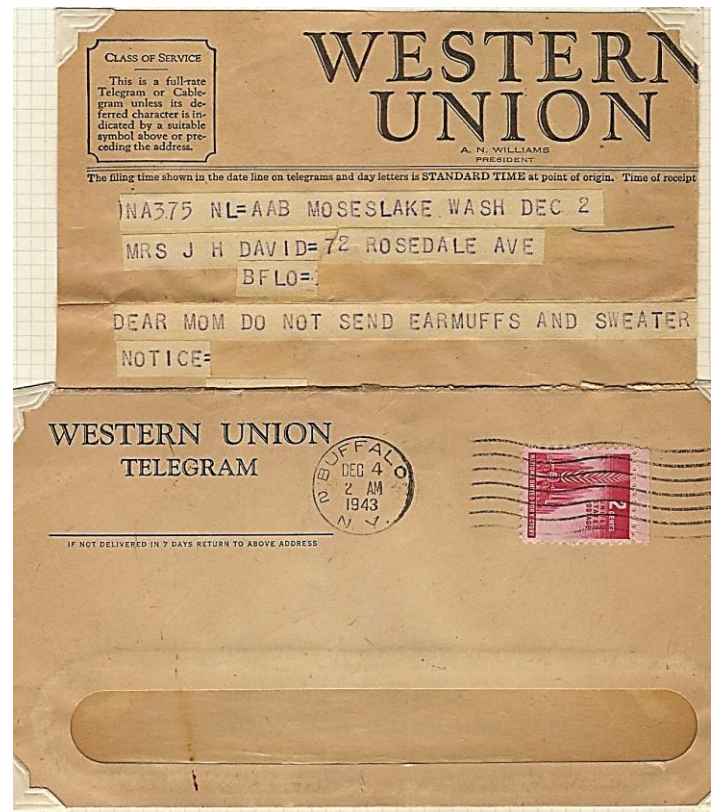 CLASS OF SERVICE
This is a full-rate
Telegram or Cable-
gram unless its de-
ferred character is in-
dicated by a suitable
symbol above or pre-
ceding the address.
WESTERN
UNION
A. N. WILLIAMS
PRESIDENT
The filing time shown in the date line on telegrams and day letters is STANDARD TIME at point of origin. Time of receipt
NA375 NL=AAB MOSESLAKE WASH DEC 2
MRS J H DAVID=72 ROSEDALE AVE
BFLO=
DEAR MOM DO NOT SEND EARMUFFS AND SWEATER
NOTICE=
WESTERN UNION
TELEGRAM
IF NOT DELIVERED IN 7 DAYS RETURN TO ABOVE ADDRESS
BUFFALO
DEC 4
2 AM
1943
N.Y.
2
2 CENTS
UNITED
STATES
POSTAGE